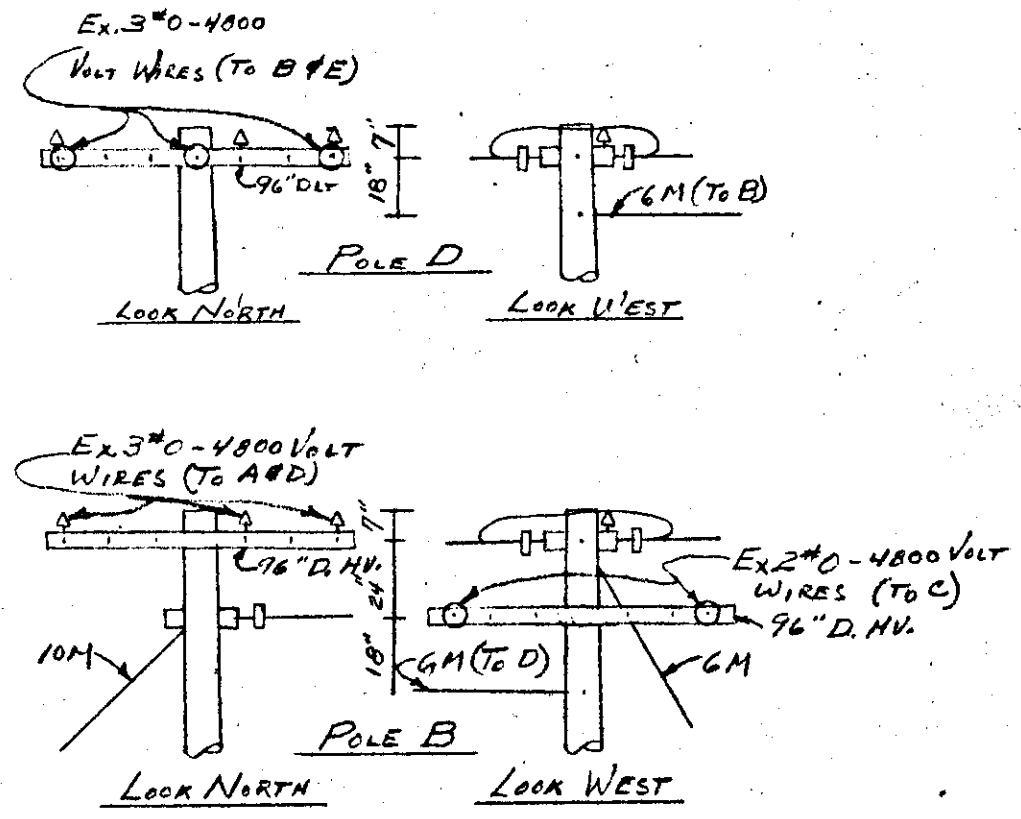 Ex. 3 #0-4800
VOLT WIRES (TO B & E)
96" DLT
7"
18"
6M (TO B)
POLE D
LOOK NORTH
LOOK WEST
Ex. 3 #0-4800 VOLT
WIRES (TO A & D)
96" D. HV.
7"
24"
18"
10M
6M (TO D)
Ex 2 #0-4800 VOLT
WIRES (TO C)
96" D. HV.
6M
POLE B
LOOK NORTH
LOOK WEST